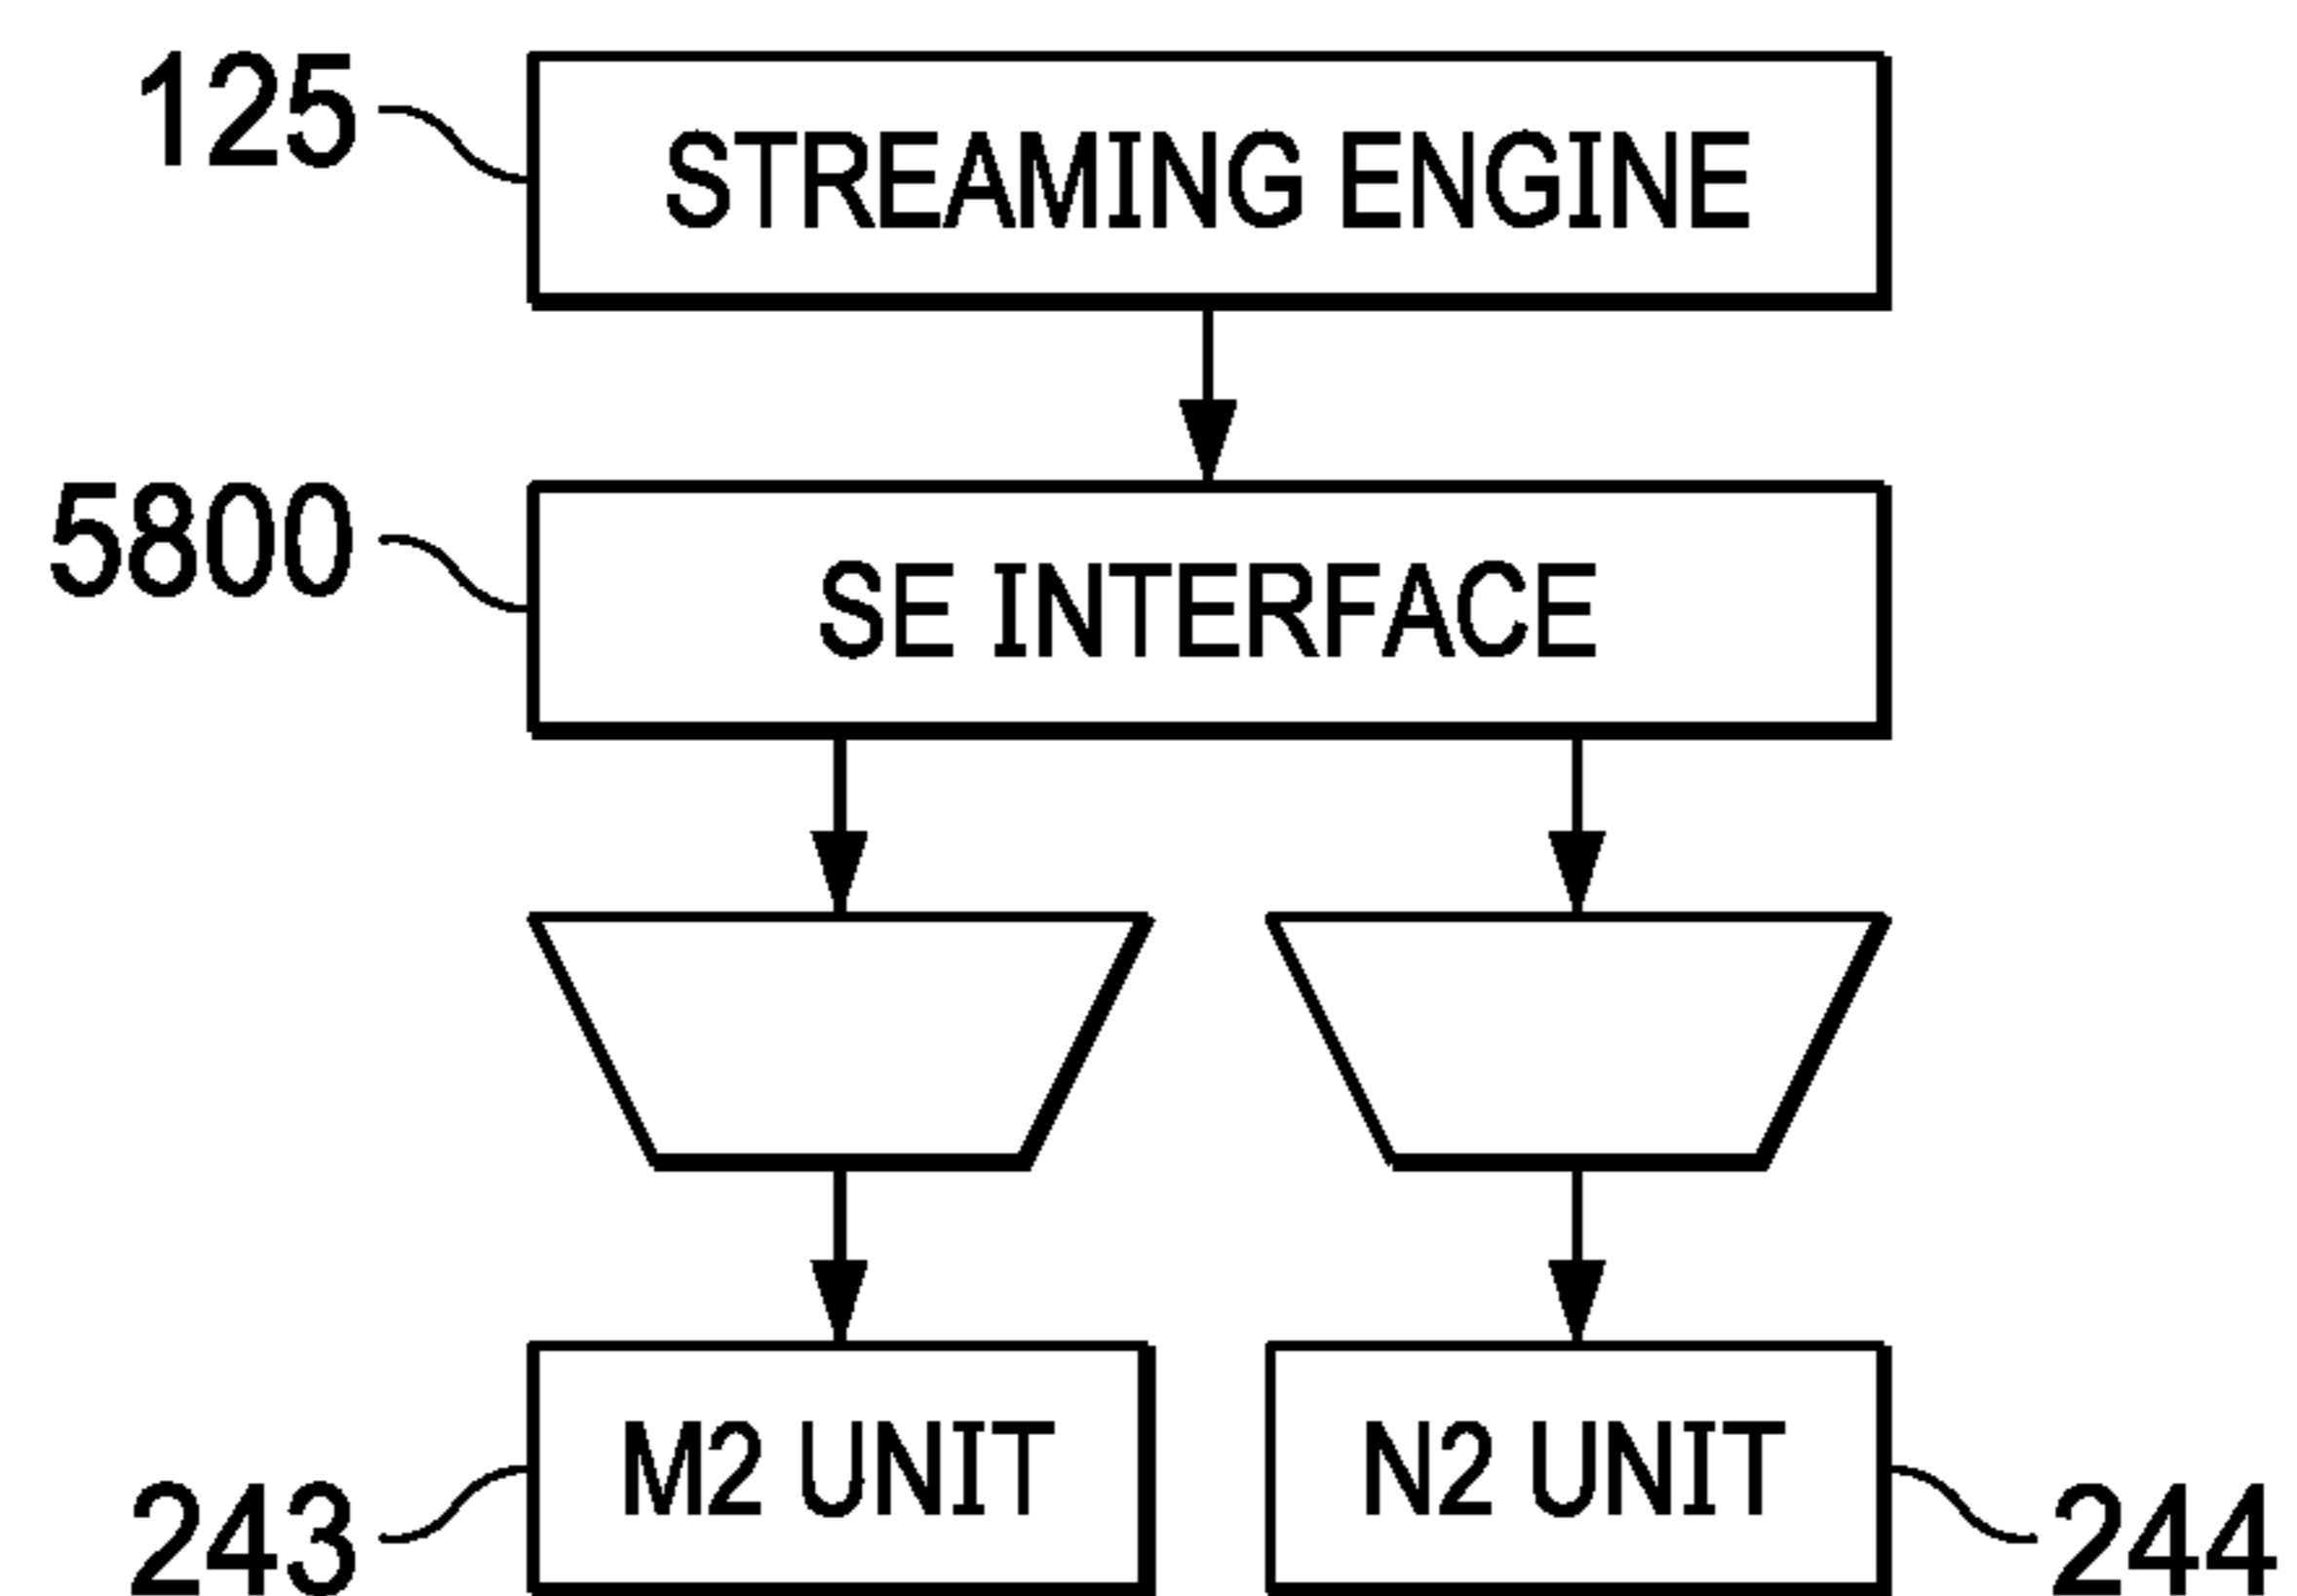 125
STREAMING ENGINE
5800
SE INTERFACE
M2 UNIT
N2 UNIT
243
244